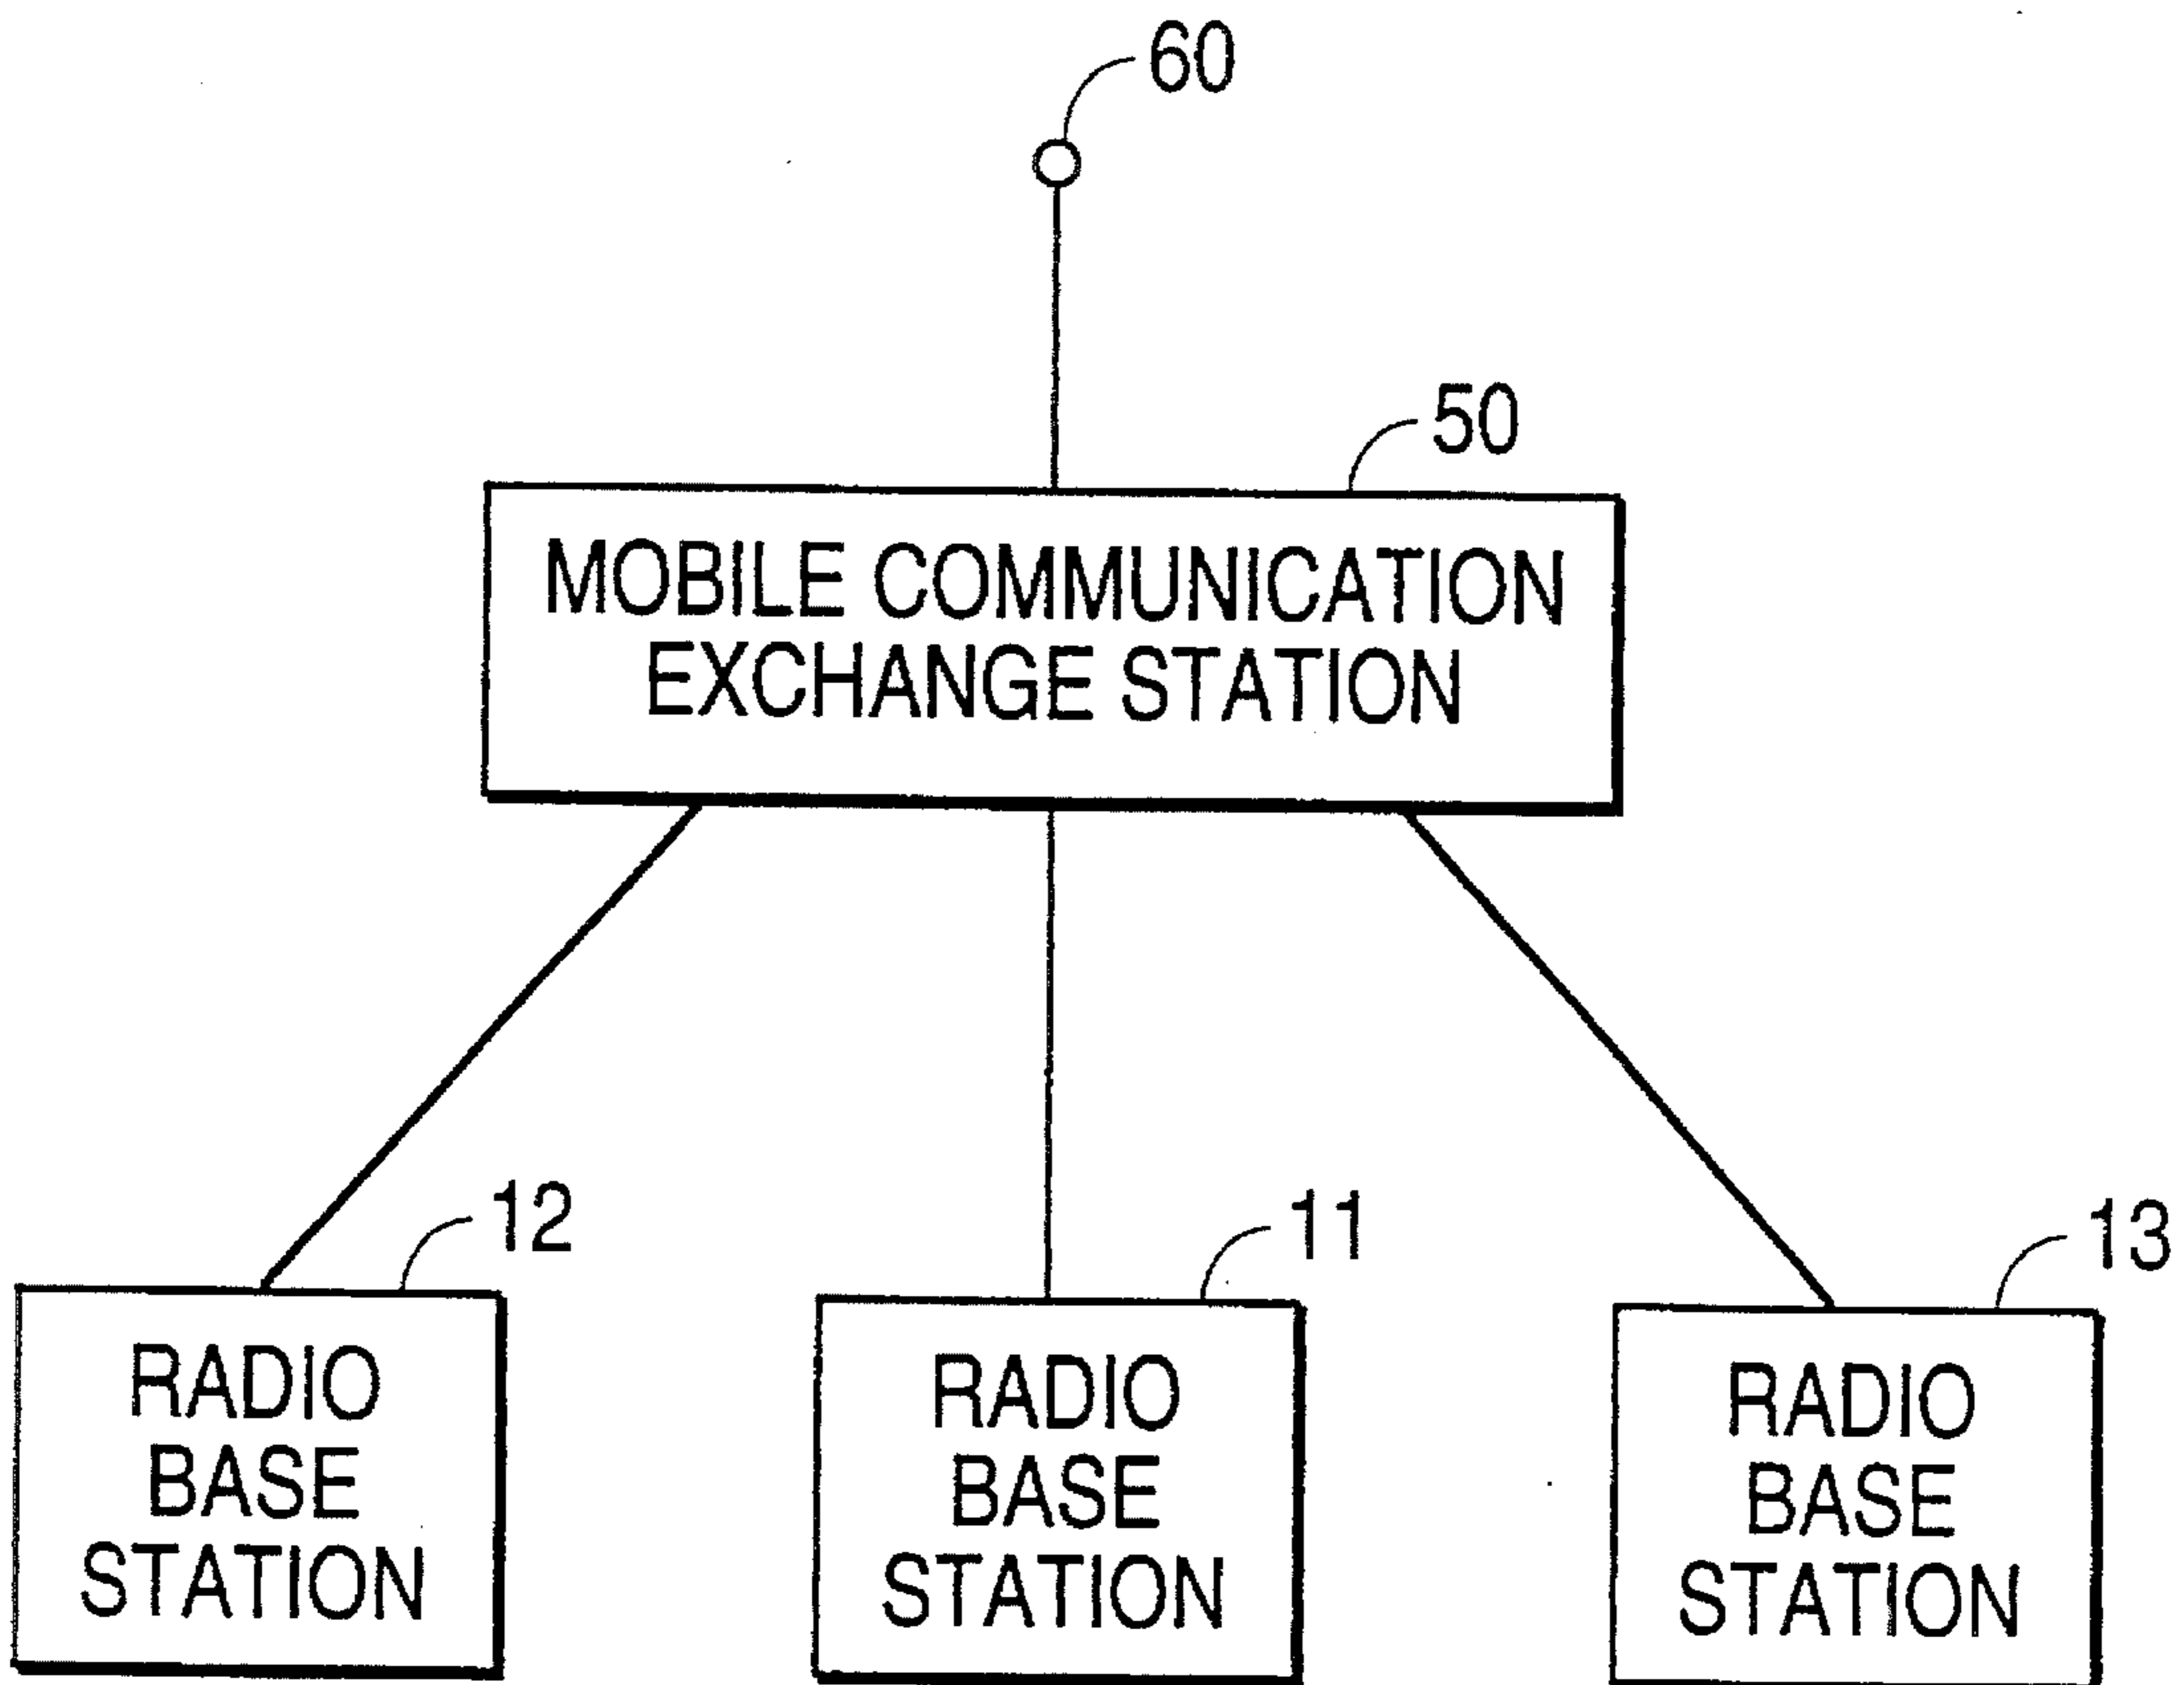 60
50
MOBILE COMMUNICATION
EXCHANGE STATION
12
11
13
RADIO
BASE
STATION
RADIO
BASE
STATION
RADIO
BASE
STATION